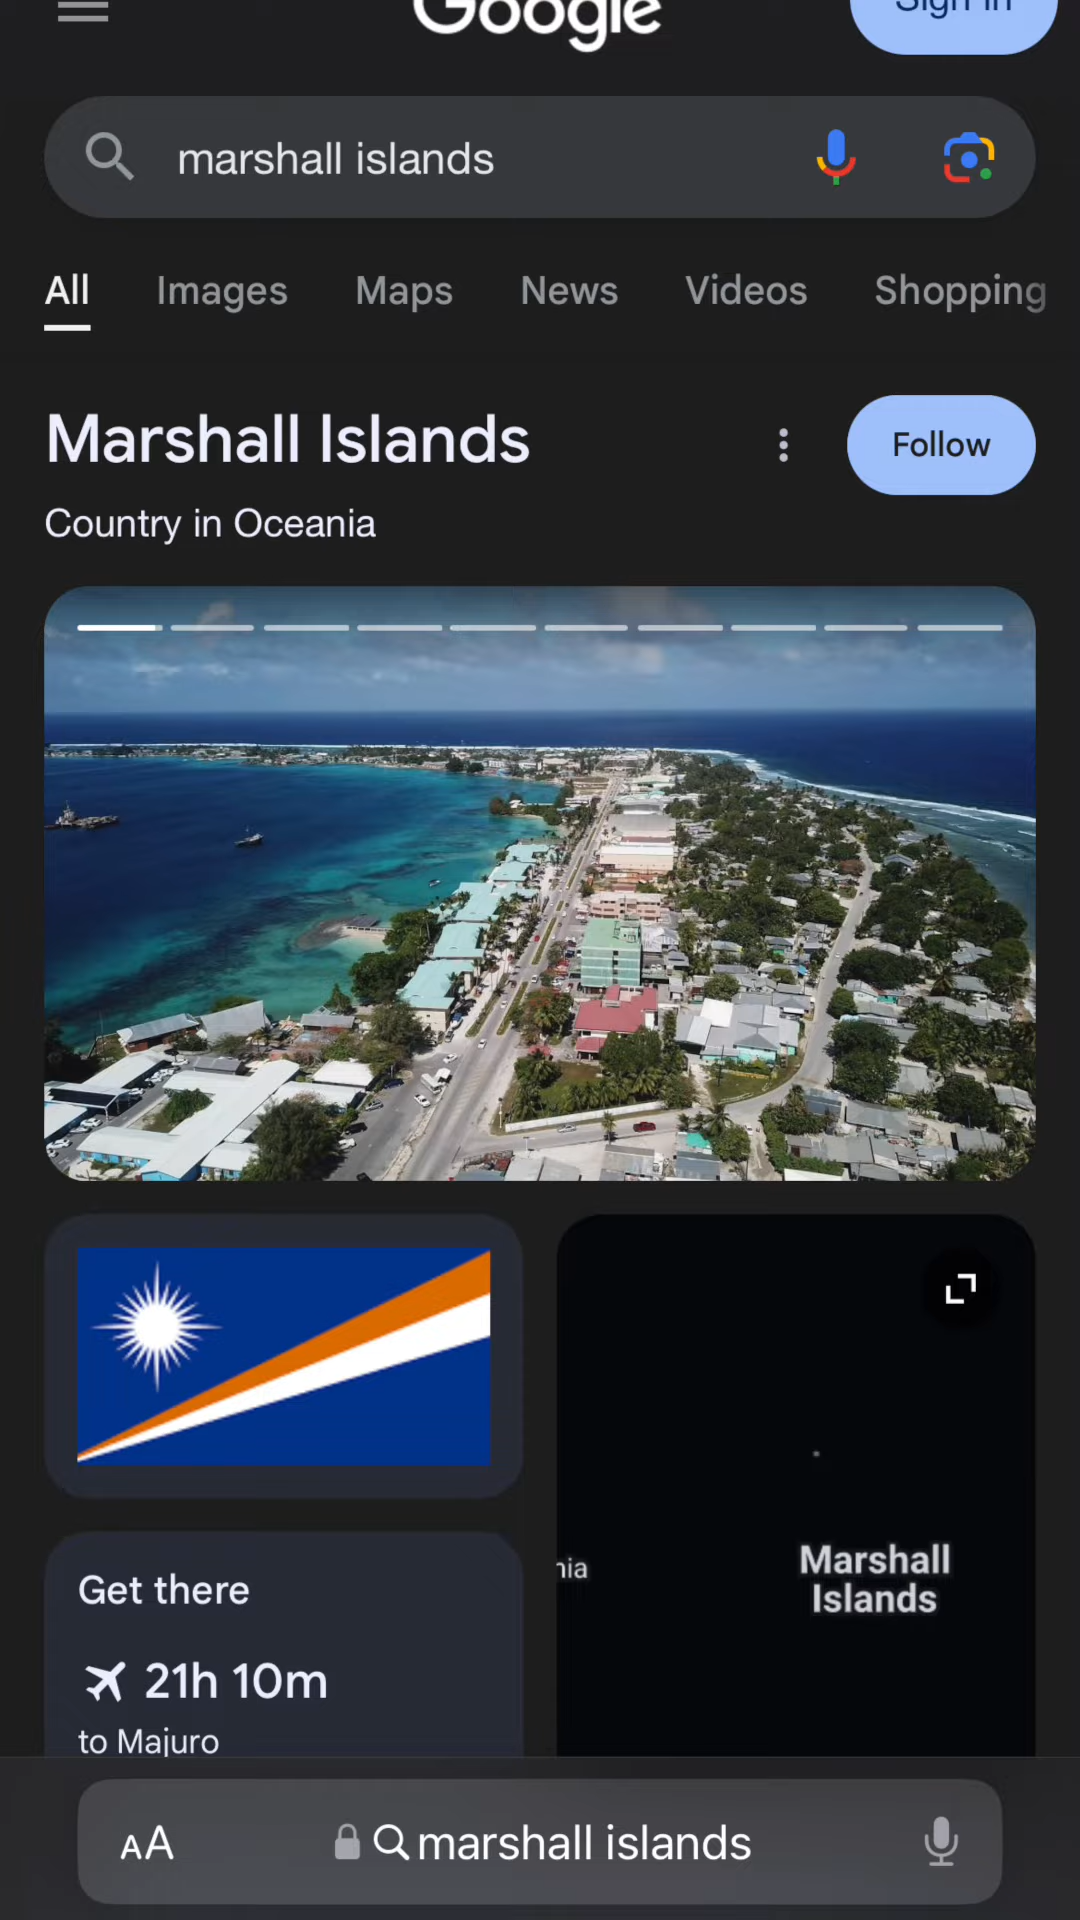 Google
Sign in
marshall islands
All Images Maps News Videos Shopping
Marshall Islands
Follow
Country in Oceania
Get there
21h 10m
to Majuro
nia
Marshall
Islands
AA marshall islands